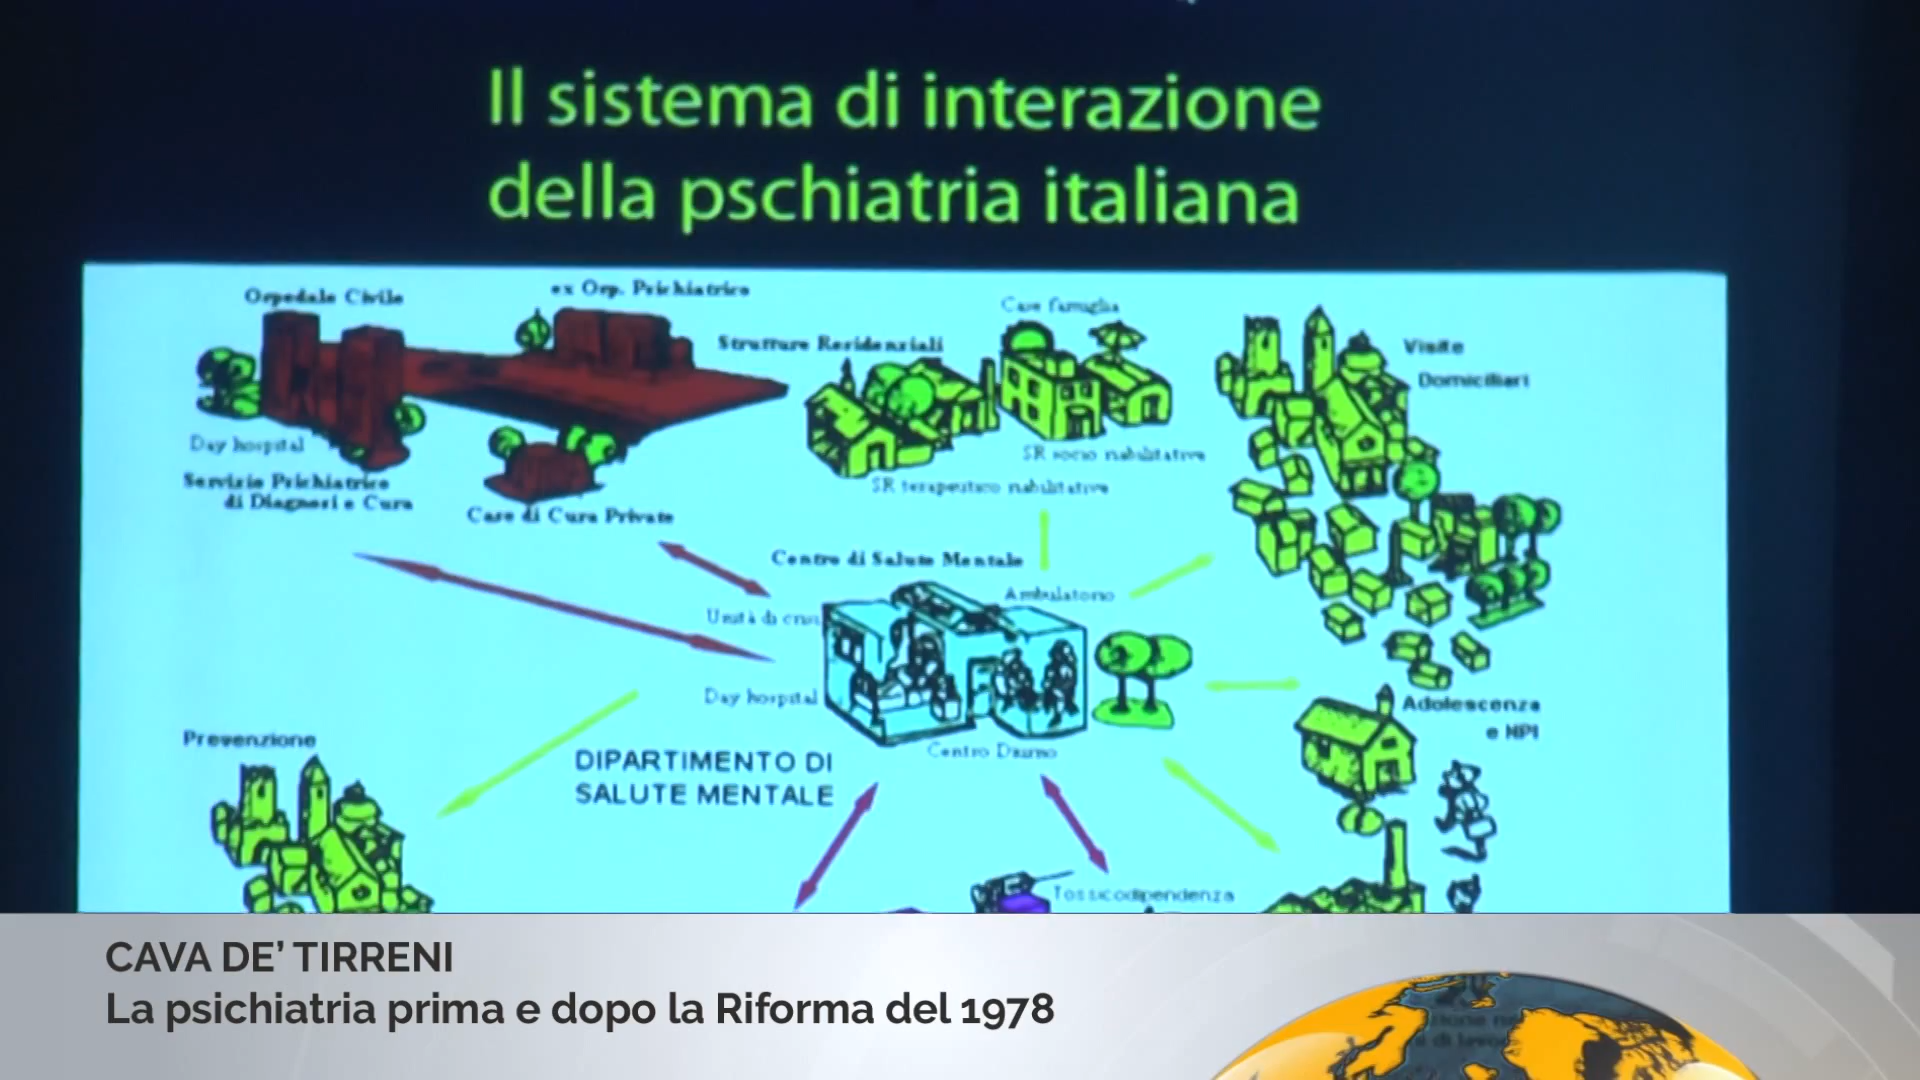 Il sistema di interazione
della pschiatria italiana
Ospedale Civile
ex Osp. Psichiatrico
Case famiglia
Strutture Residenziali
Visite
Domiciliari
Day hospital
SR socio riabilitative
Servizio Psichiatrico
di Diagnosi e Cura
SR terapeutico riabilitative
Case di Cura Private
Centro di Salute Mentale
Ambulatorio
Unità di crisi
Day hospital
Adolescenza
e NPI
Prevenzione
Centro Diurno
DIPARTIMENTO DI
SALUTE MENTALE
Tossicodipendenza
CAVA DE’ TIRRENI
La psichiatria prima e dopo la Riforma del 1978